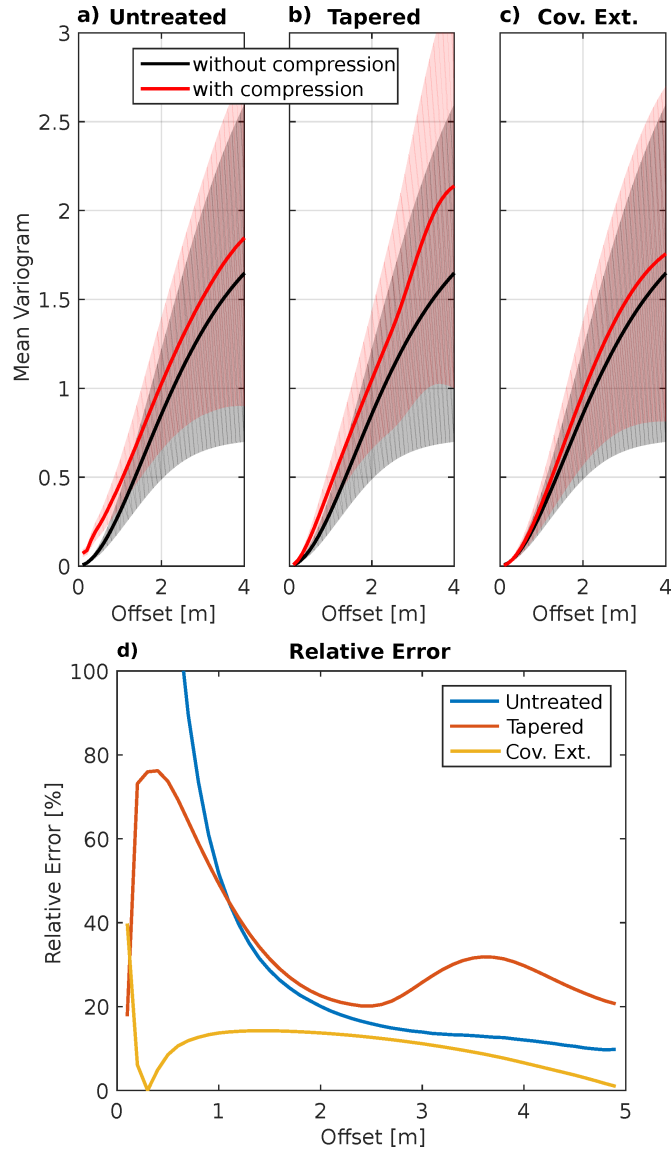 a) Untreated
b) Tapered
c) Cov. Ext.
3
2.5
2
1.5
1
0.5
0
Mean Variogram
without compression
with compression
0 2 4
0 2 4
0 2 4
Offset [m]
Offset [m]
Offset [m]
d) Relative Error
100
80
60
40
20
0
Relative Error [%]
Untreated
Tapered
Cov. Ext.
0 1 2 3 4 5
Offset [m]